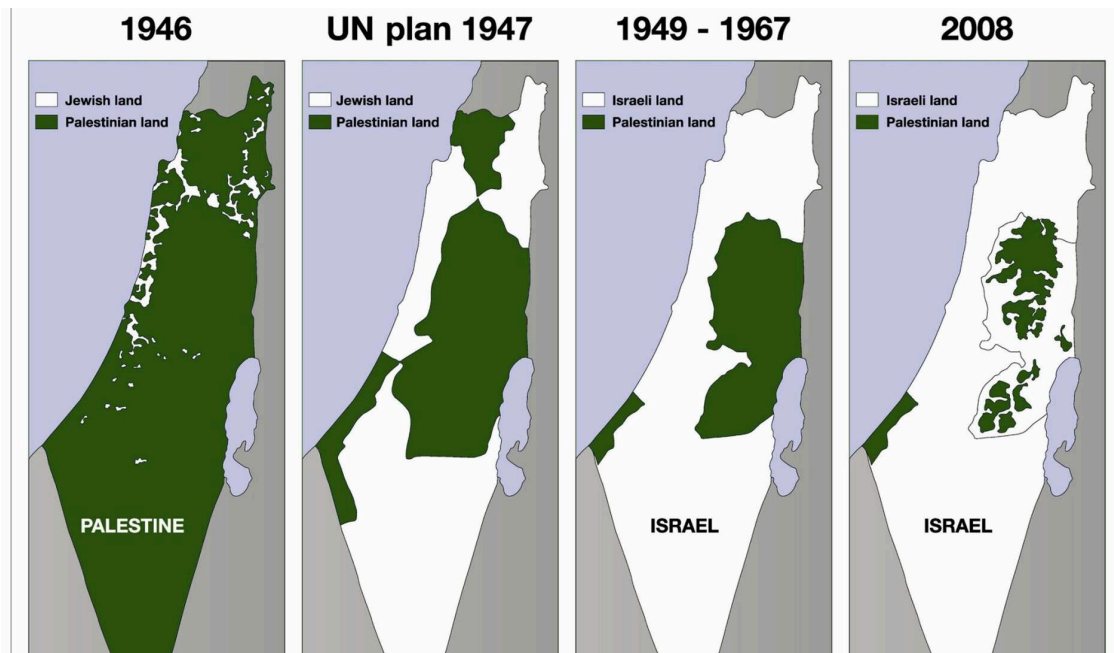 1946
Jewish land
Palestinian land
PALESTINE
UN plan 1947
Jewish land
Palestinian land
1949 - 1967
Israeli land
Palestinian land
ISRAEL
2008
Israeli land
Palestinian land
ISRAEL